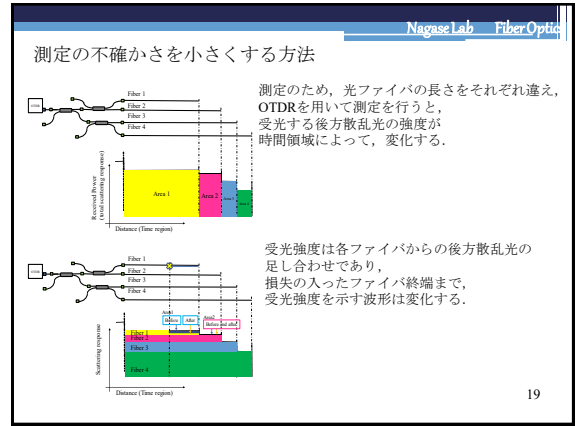 Nagase Lab Fiber Optic
測定の不確かさを小さくする方法
測定のため，光ファイバの長さをそれぞれ違え，
OTDRを用いて測定を行うと，
受光する後方散乱光の強度が
時間領域によって，変化する．
OTDR
Fiber 1
Fiber 2
Fiber 3
Fiber 4
Received Power
(total scattering response)
Area 1
Area 2
Area 3
Area 4
Distance (Time region)
受光強度は各ファイバからの後方散乱光の
足し合わせであり，
損失の入ったファイバ終端まで，
受光強度を示す波形は変化する．
OTDR
Fiber 1
Fiber 2
Fiber 3
Fiber 4
Scattering response
Area1
Before
After
Area2
Before and after
Fiber 1
Fiber 2
Fiber 3
Fiber 4
Distance (Time region)
19